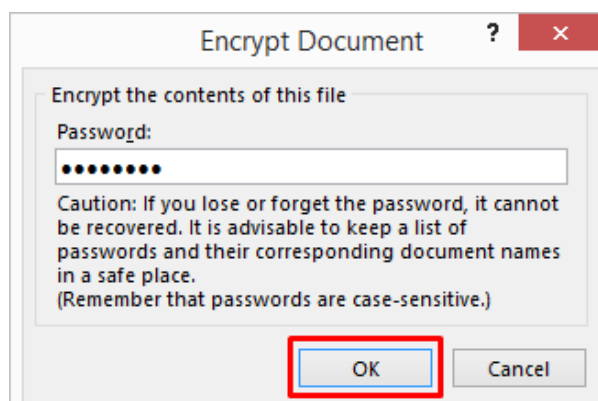 Encrypt Document ? ×
Encrypt the contents of this file
Password:
••••••••
Caution: If you lose or forget the password, it cannot
be recovered. It is advisable to keep a list of
passwords and their corresponding document names
in a safe place.
(Remember that passwords are case-sensitive.)
OK Cancel